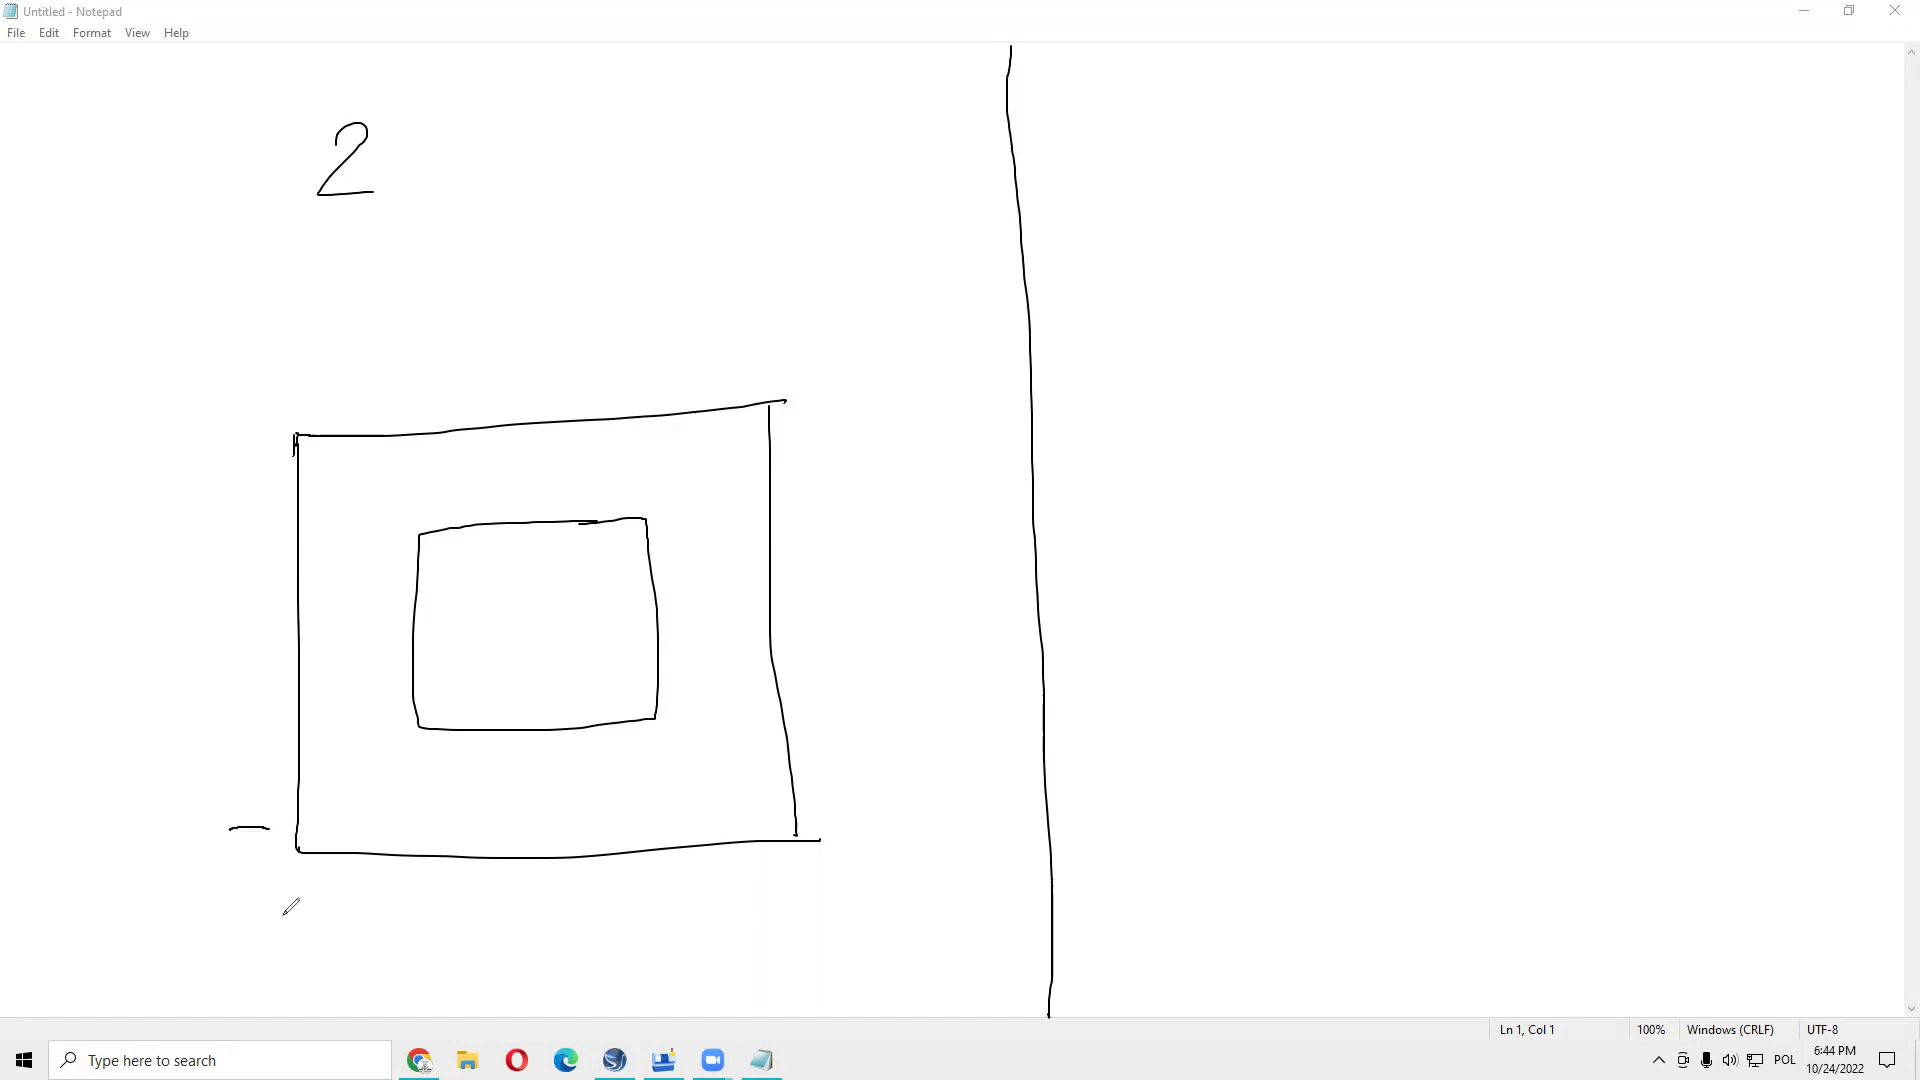 Untitled - Notepad
File Edit Format View Help
2
Ln 1, Col 1 100% Windows (CRLF) UTF-8
Type here to search
POL
6:44 PM
10/24/2022